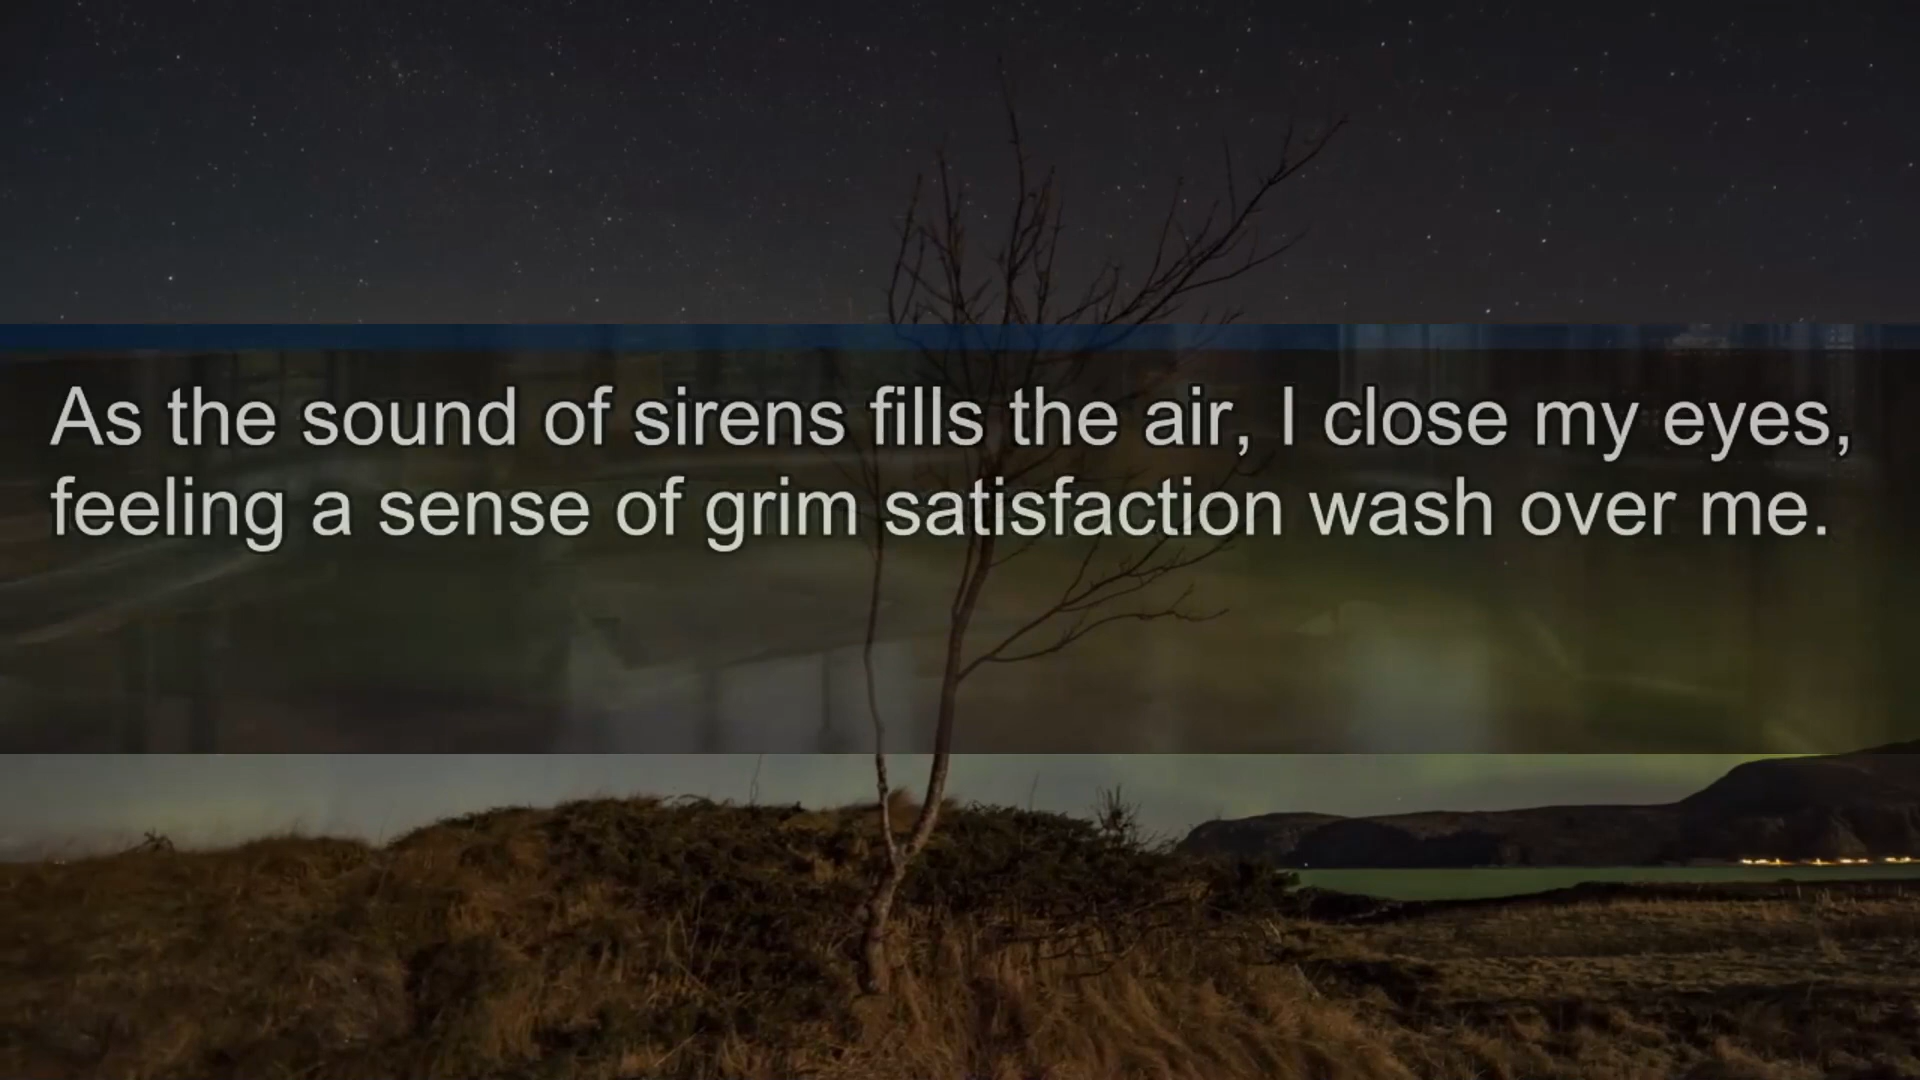 As the sound of sirens fills the air, I close my eyes,
feeling a sense of grim satisfaction wash over me.